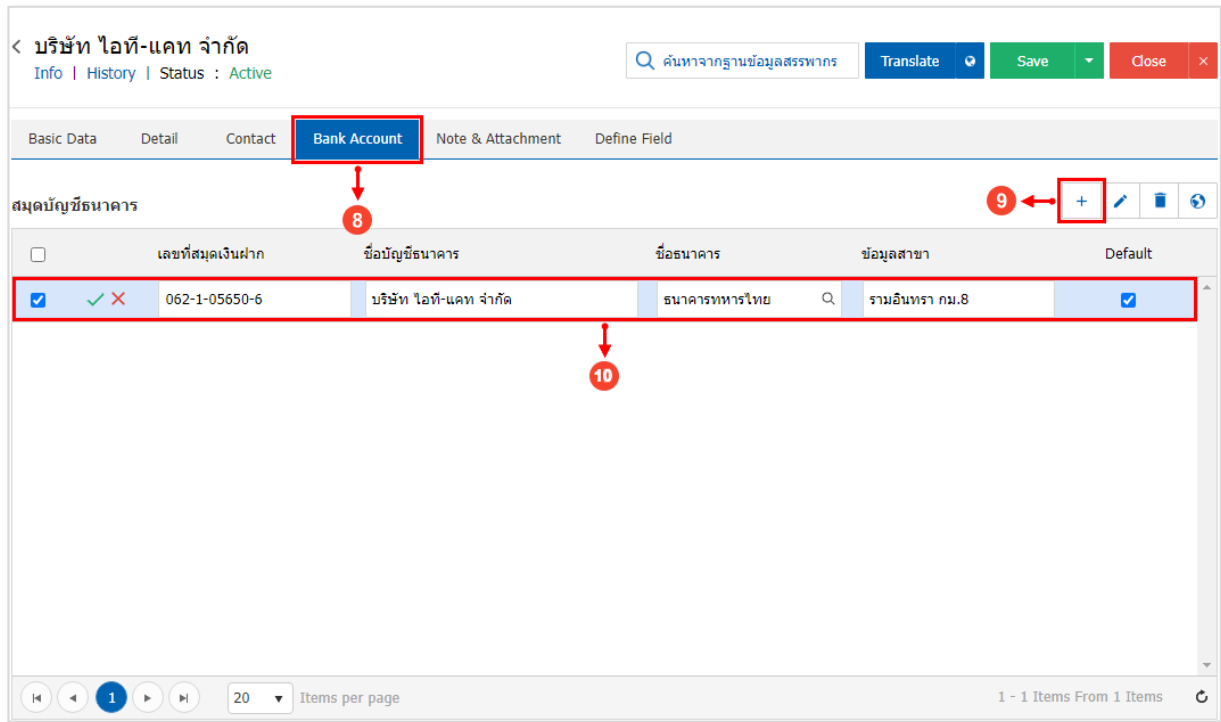 บริษัท ไอที-แคท จำกัด
Info | History | Status : Active
ค้นหาจากฐานข้อมูลสรรพากร
Translate
Save
Close
Basic Data Detail Contact Bank Account Note & Attachment Define Field
8
สมุดบัญชีธนาคาร
9
เลขที่สมุดเงินฝาก ชื่อบัญชีธนาคาร ชื่อธนาคาร ข้อมูลสาขา Default
062-1-05650-6 บริษัท ไอที-แคท จำกัด ธนาคารทหารไทย รามอินทรา กม.8
10
1 20 Items per page 1 - 1 Items From 1 Items